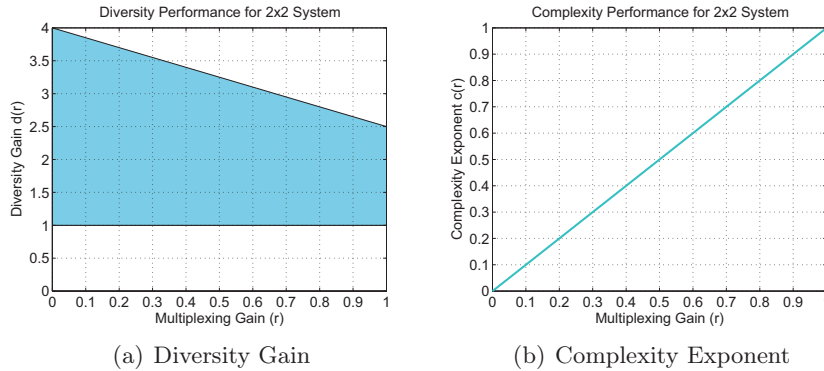 Diversity Performance for 2x2 System
Diversity Gain d(r)
4
3.5
3
2.5
2
1.5
1
0.5
0
0 0.1 0.2 0.3 0.4 0.5 0.6 0.7 0.8 0.9 1
Multiplexing Gain (r)
(a) Diversity Gain
Complexity Performance for 2x2 System
Complexity Exponent c(r)
1
0.9
0.8
0.7
0.6
0.5
0.4
0.3
0.2
0.1
0
0 0.1 0.2 0.3 0.4 0.5 0.6 0.7 0.8 0.9 1
Multiplexing Gain (r)
(b) Complexity Exponent